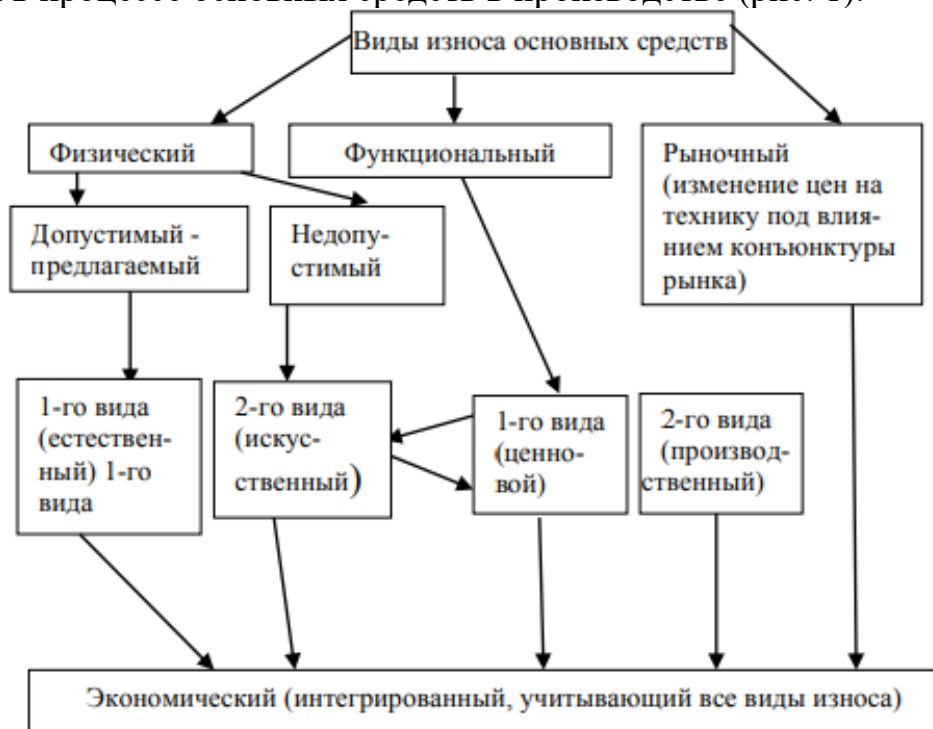 в процессе основных средств в производстве (рис. 1).
Виды износа основных средств
Физический
Функциональный
Рыночный
(изменение цен на
технику под влия-
нием конъюнктуры
рынка)
Допустимый -
предлагаемый
Недопу-
стимый
1-го вида
(естествен-
ный) 1-го
вида
2-го вида
(искус-
ственный)
1-го вида
(ценно-
вой)
2-го вида
(производ-
ственный)
Экономический (интегрированный, учитывающий все виды износа)